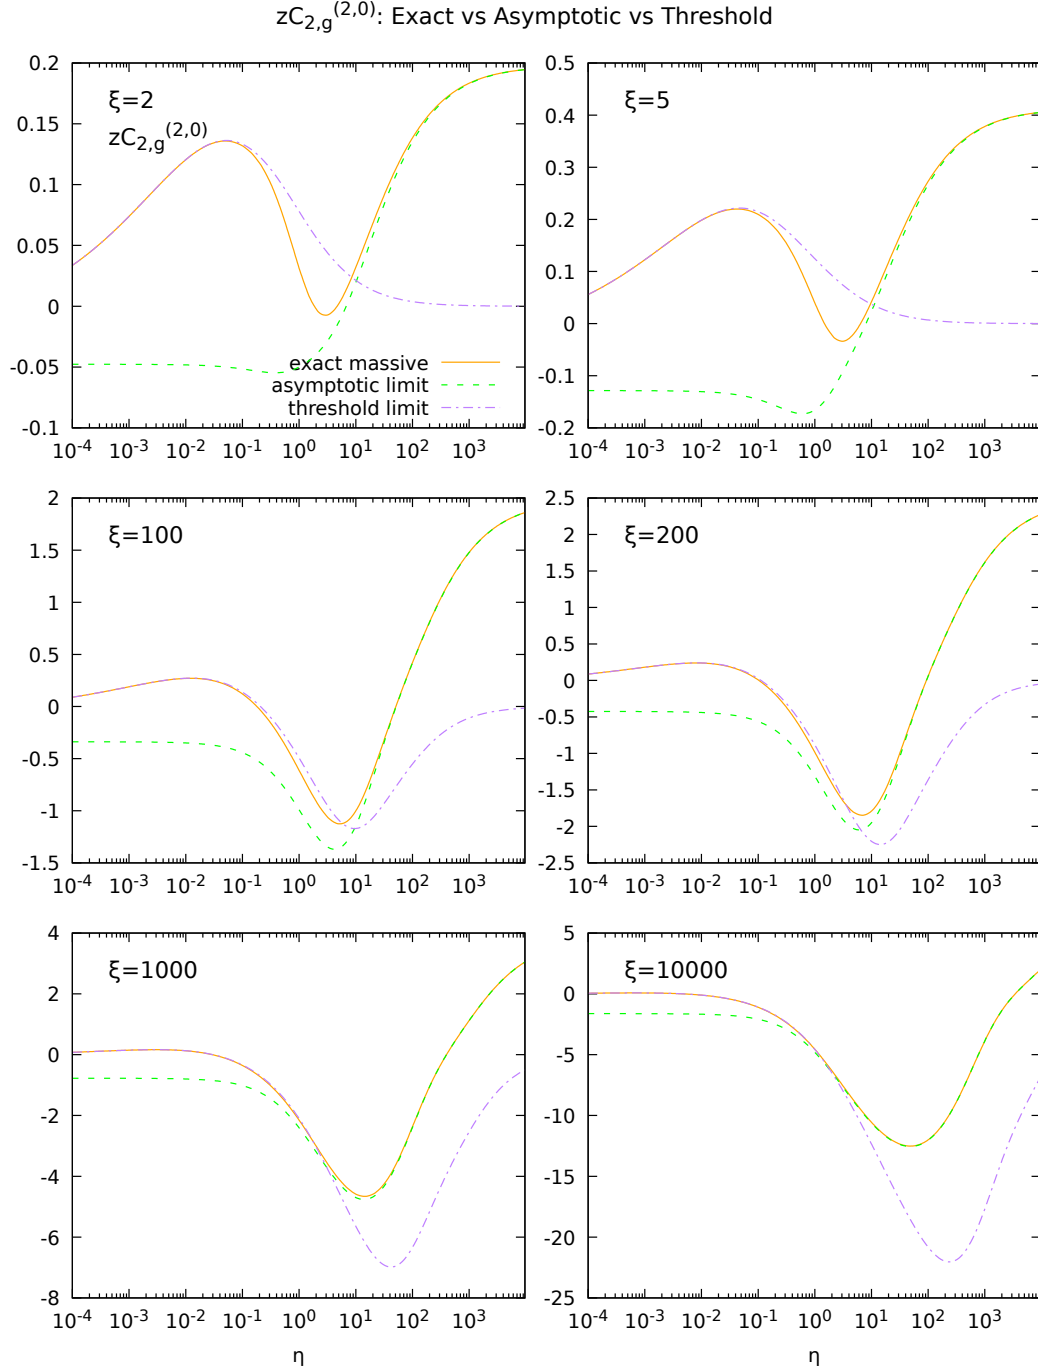 zC₂,g⁽²,⁰⁾: Exact vs Asymptotic vs Threshold
0.2
0.15
0.1
0.05
0
-0.05
-0.1
ξ=2
zC₂,g⁽²,⁰⁾
exact massive
asymptotic limit
threshold limit
10⁻⁴ 10⁻³ 10⁻² 10⁻¹ 10⁰ 10¹ 10² 10³
0.5
0.4
0.3
0.2
0.1
0
-0.1
-0.2
ξ=5
10⁻⁴ 10⁻³ 10⁻² 10⁻¹ 10⁰ 10¹ 10² 10³
2
1.5
1
0.5
0
-0.5
-1
-1.5
ξ=100
10⁻⁴ 10⁻³ 10⁻² 10⁻¹ 10⁰ 10¹ 10² 10³
2.5
2
1.5
1
0.5
0
-0.5
-1
-1.5
-2
-2.5
ξ=200
10⁻⁴ 10⁻³ 10⁻² 10⁻¹ 10⁰ 10¹ 10² 10³
4
2
0
-2
-4
-6
-8
ξ=1000
10⁻⁴ 10⁻³ 10⁻² 10⁻¹ 10⁰ 10¹ 10² 10³
η
5
0
-5
-10
-15
-20
-25
ξ=10000
10⁻⁴ 10⁻³ 10⁻² 10⁻¹ 10⁰ 10¹ 10² 10³
η